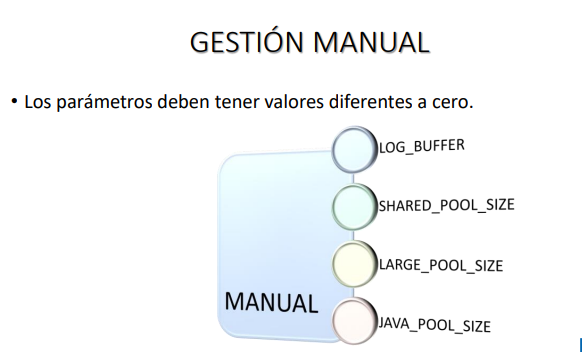 GESTIÓN MANUAL
• Los parámetros deben tener valores diferentes a cero.
LOG_BUFFER
SHARED_POOL_SIZE
LARGE_POOL_SIZE
MANUAL
JAVA_POOL_SIZE